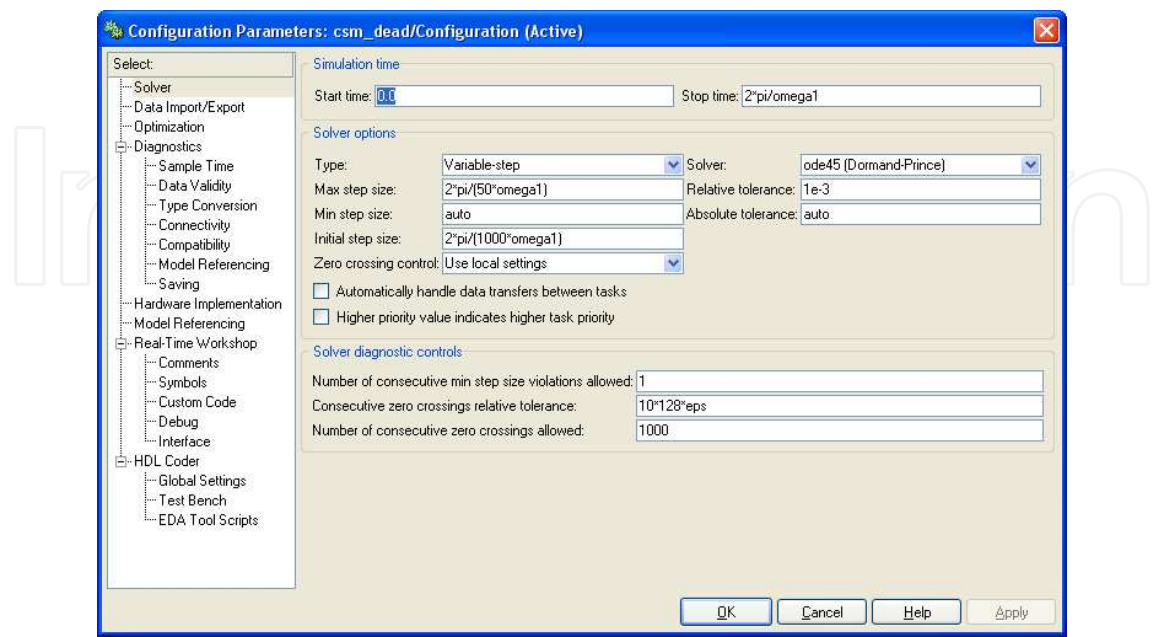 Configuration Parameters: csm_dead/Configuration (Active)
Select:
Solver
Data Import/Export
Optimization
Diagnostics
Sample Time
Data Validity
Type Conversion
Connectivity
Compatibility
Model Referencing
Saving
Hardware Implementation
Model Referencing
Real-Time Workshop
Comments
Symbols
Custom Code
Debug
Interface
HDL Coder
Global Settings
Test Bench
EDA Tool Scripts
Simulation time
Start time: 0.0 Stop time: 2*pi/omega1
Solver options
Type: Variable-step Solver: ode45 (Dormand-Prince)
Max step size: 2*pi/(50*omega1) Relative tolerance: 1e-3
Min step size: auto Absolute tolerance: auto
Initial step size: 2*pi/(1000*omega1)
Zero crossing control: Use local settings
Automatically handle data transfers between tasks
Higher priority value indicates higher task priority
Solver diagnostic controls
Number of consecutive min step size violations allowed: 1
Consecutive zero crossings relative tolerance: 10*128*eps
Number of consecutive zero crossings allowed: 1000
OK Cancel Help Apply